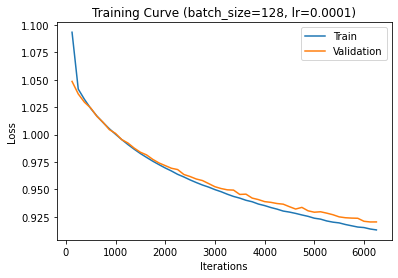 Training Curve (batch_size=128, lr=0.0001)
Train
Validation
1.100
1.075
1.050
1.025
1.000
0.975
0.950
0.925
Loss
0 1000 2000 3000 4000 5000 6000
Iterations